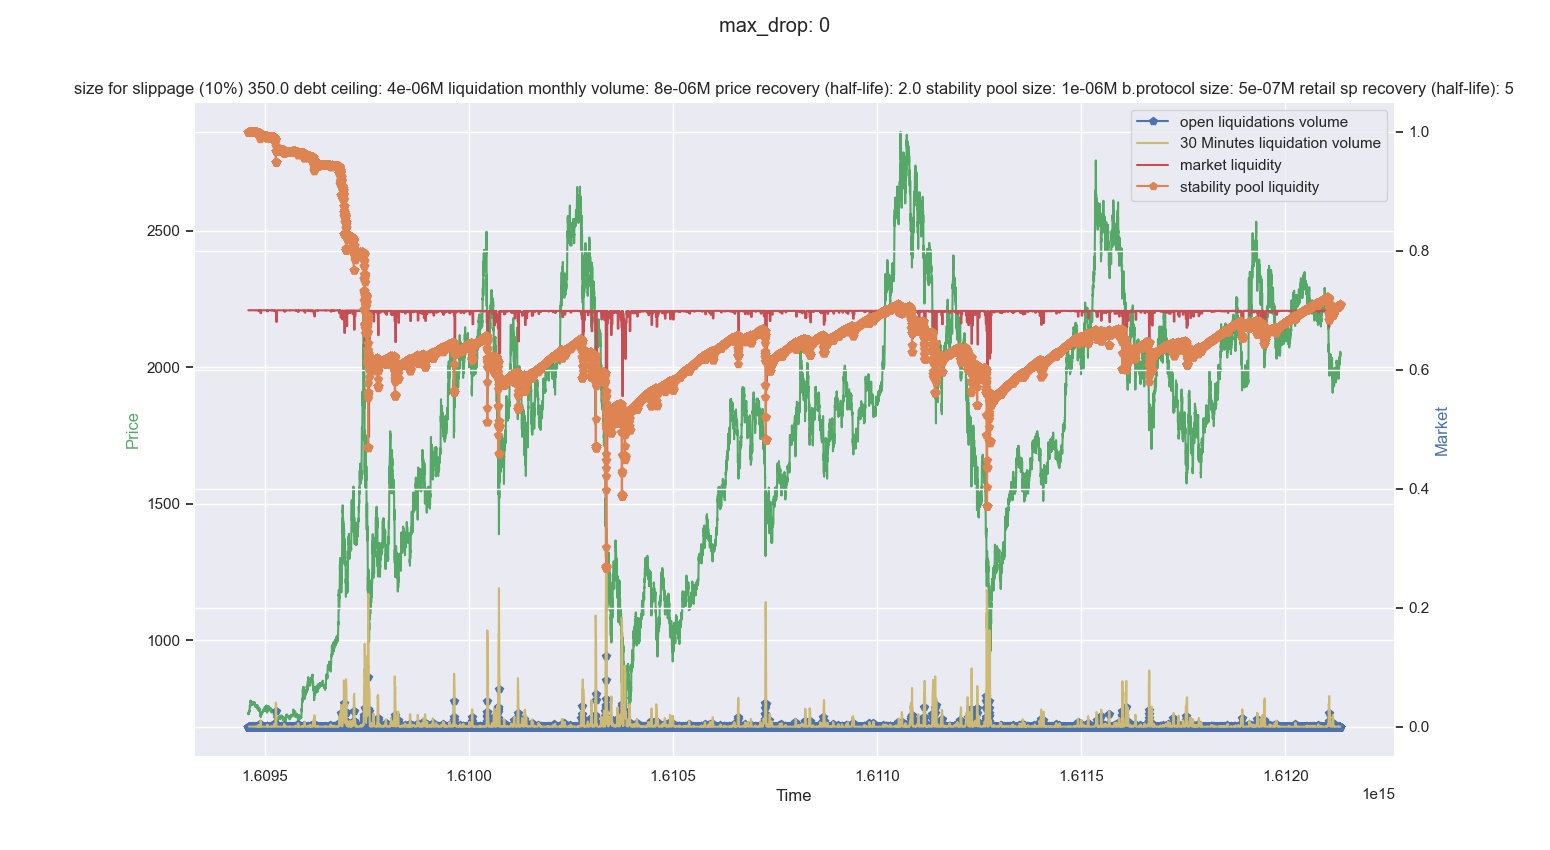 max_drop: 0
size for slippage (10%) 350.0 debt ceiling: 4e-06M liquidation monthly volume: 8e-06M price recovery (half-life): 2.0 stability pool size: 1e-06M b.protocol size: 5e-07M retail sp recovery (half-life): 5
open liquidations volume
30 Minutes liquidation volume
market liquidity
stability pool liquidity
1.0
2500
0.8
2000
0.6
Price
Market
1500
0.4
1000
0.2
0.0
1.6095 1.6100 1.6105 1.6110 1.6115 1.6120
Time
1e15